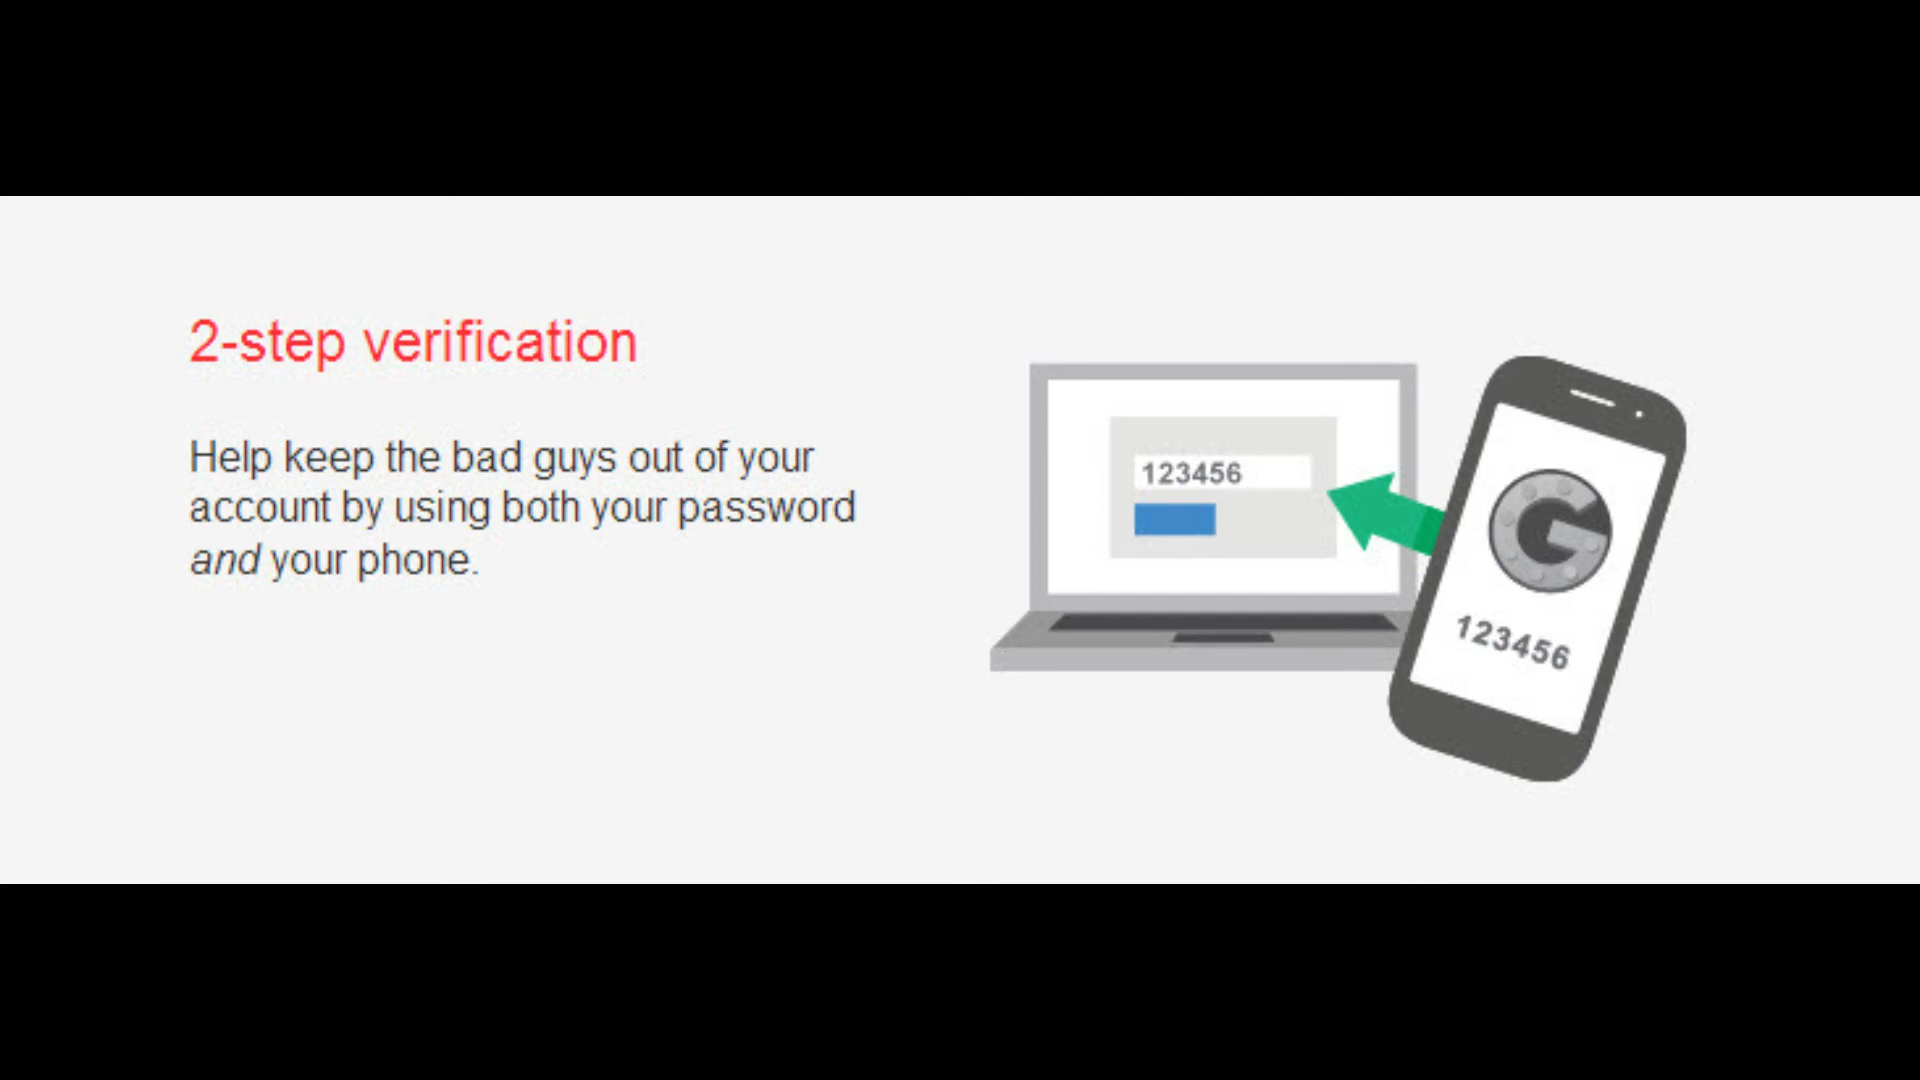 2-step verification
Help keep the bad guys out of your
account by using both your password
and your phone.
123456
123456